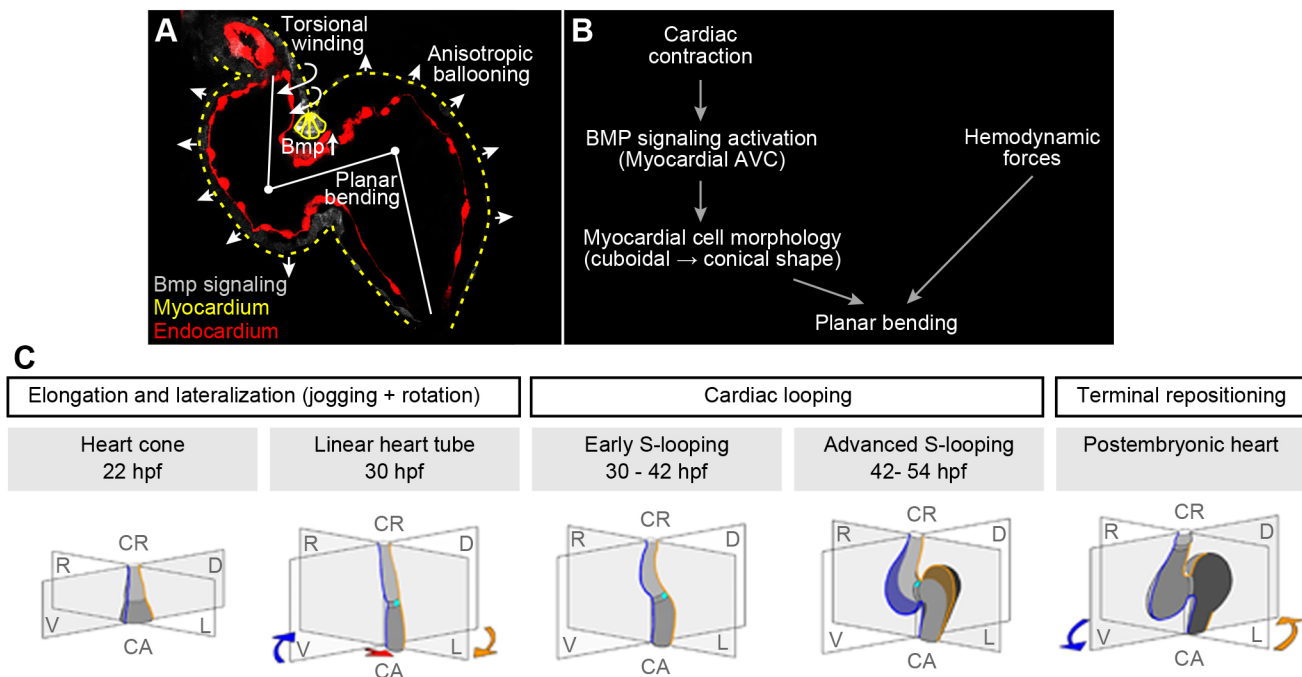 A
Torsional
winding
Anisotropic
ballooning
Bmp
Planar
bending
Bmp signaling
Myocardium
Endocardium
B
Cardiac
contraction
BMP signaling activation
(Myocardial AVC)
Hemodynamic
forces
Myocardial cell morphology
(cuboidal → conical shape)
Planar bending
C
Elongation and lateralization (jogging + rotation)
Cardiac looping
Terminal repositioning
Heart cone
22 hpf
Linear heart tube
30 hpf
Early S-looping
30 - 42 hpf
Advanced S-looping
42- 54 hpf
Postembryonic heart
CR
R
D
V
L
CA
CR
R
D
V
L
CA
CR
R
D
V
L
CA
CR
R
D
V
L
CA
CR
R
D
V
L
CA